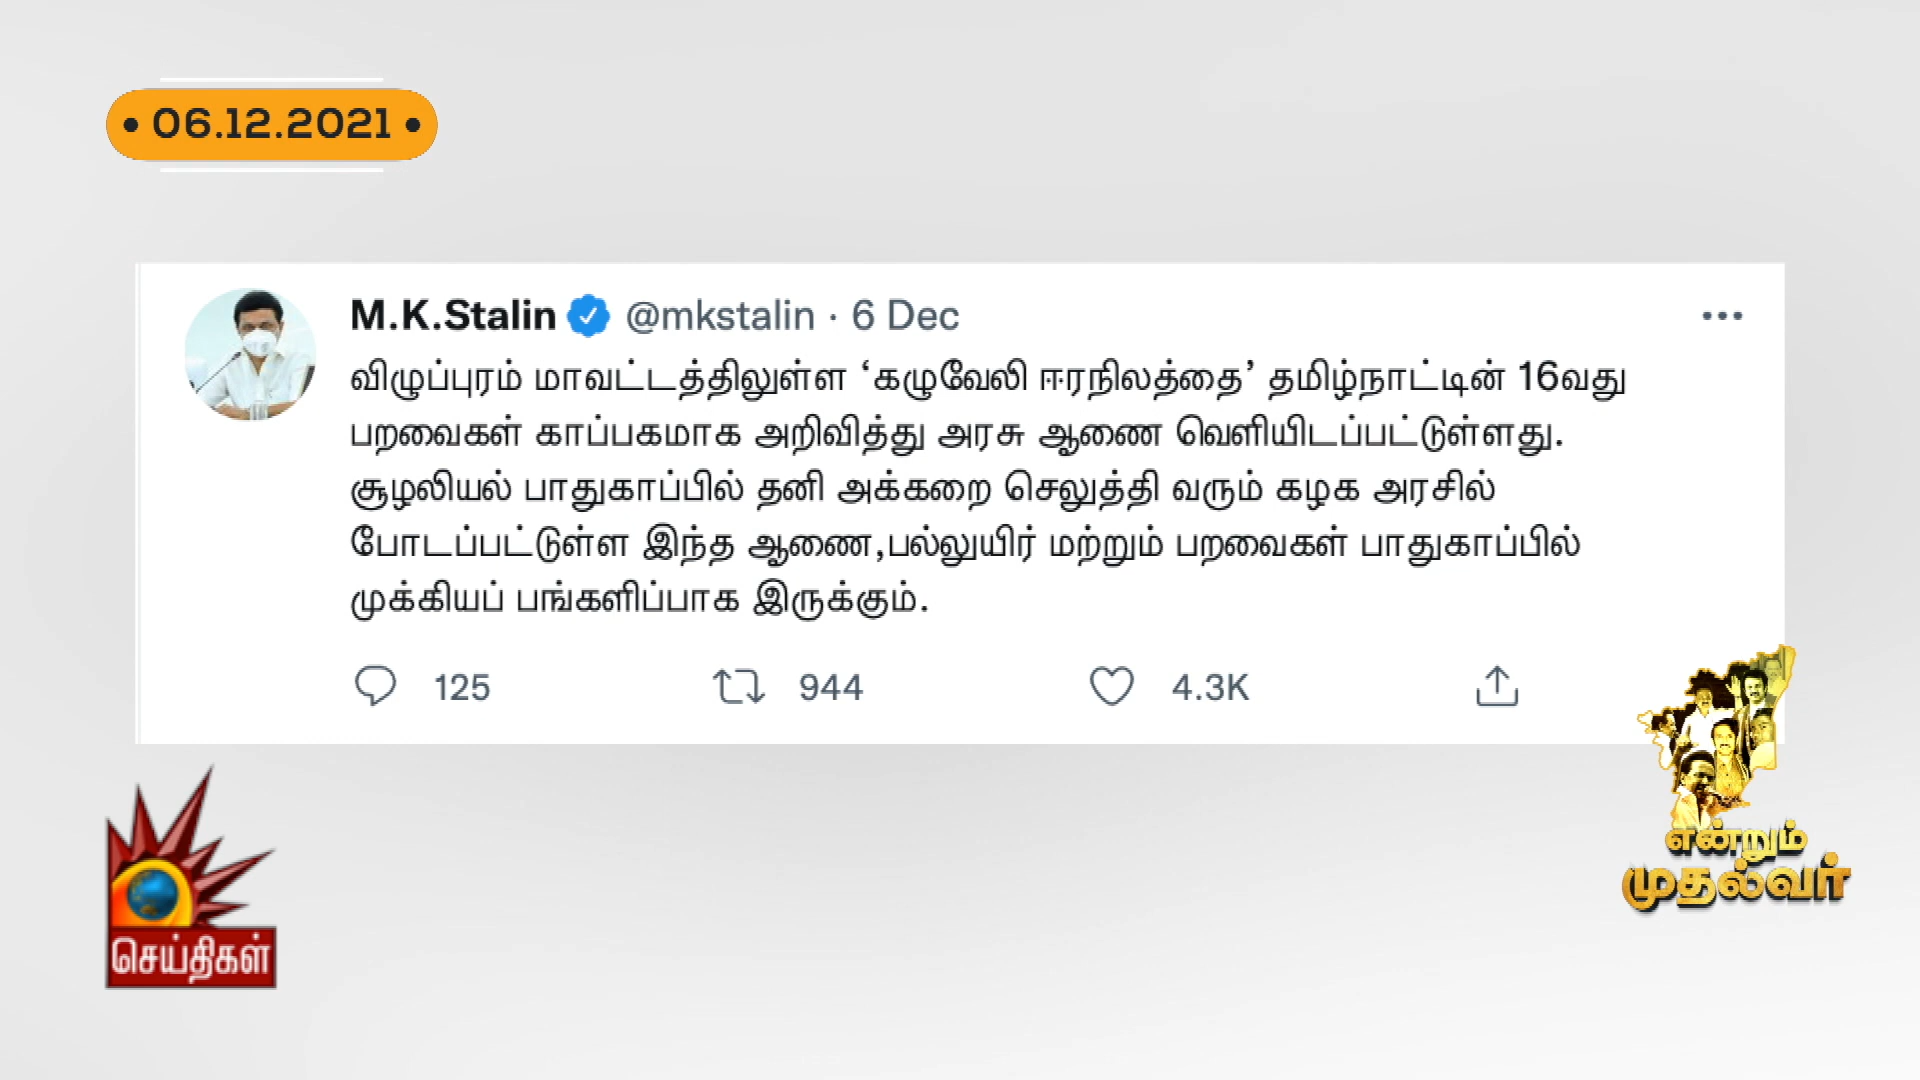 • 06.12.2021 •
M.K.Stalin @mkstalin · 6 Dec
விழுப்புரம் மாவட்டத்திலுள்ள ‘கழுவேலி ஈரநிலத்தை’ தமிழ்நாட்டின் 16வது
பறவைகள் காப்பகமாக அறிவித்து அரசு ஆணை வெளியிடப்பட்டுள்ளது.
சூழலியல் பாதுகாப்பில் தனி அக்கறை செலுத்தி வரும் கழக அரசில்
போடப்பட்டுள்ள இந்த ஆணை,பல்லுயிர் மற்றும் பறவைகள் பாதுகாப்பில்
முக்கியப் பங்களிப்பாக இருக்கும்.
125 944 4.3K
என்றும்
முதல்வர்
செய்திகள்